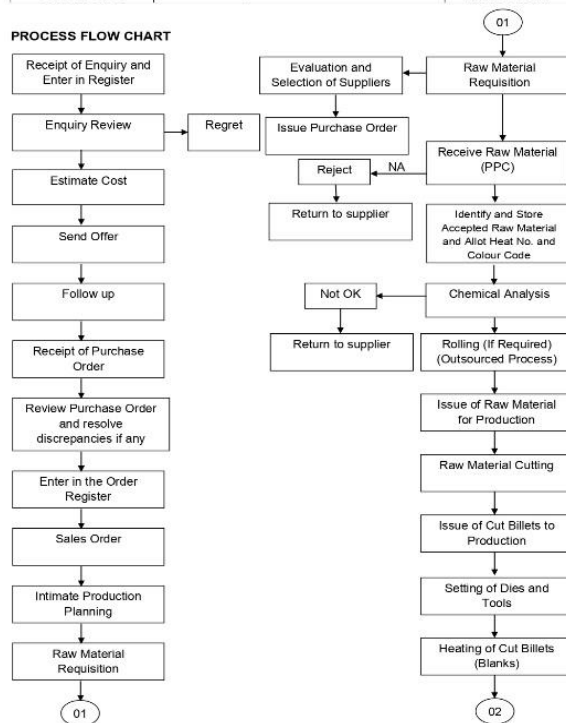 PROCESS FLOW CHART
Receipt of Enquiry and
Enter in Register
Enquiry Review
Regret
Estimate Cost
Send Offer
Follow up
Receipt of Purchase
Order
Review Purchase Order
and resolve
discrepancies if any
Enter in the Order
Register
Sales Order
Intimate Production
Planning
Raw Material
Requisition
01
01
Raw Material
Requisition
Evaluation and
Selection of Suppliers
Issue Purchase Order
Receive Raw Material
(PPC)
NA
Reject
Return to supplier
Identify and Store
Accepted Raw Material
and Allot Heat No. and
Colour Code
Chemical Analysis
Not OK
Return to supplier
Rolling (If Required)
(Outsourced Process)
Issue of Raw Material
for Production
Raw Material Cutting
Issue of Cut Billets to
Production
Setting of Dies and
Tools
Heating of Cut Billets
(Blanks)
02